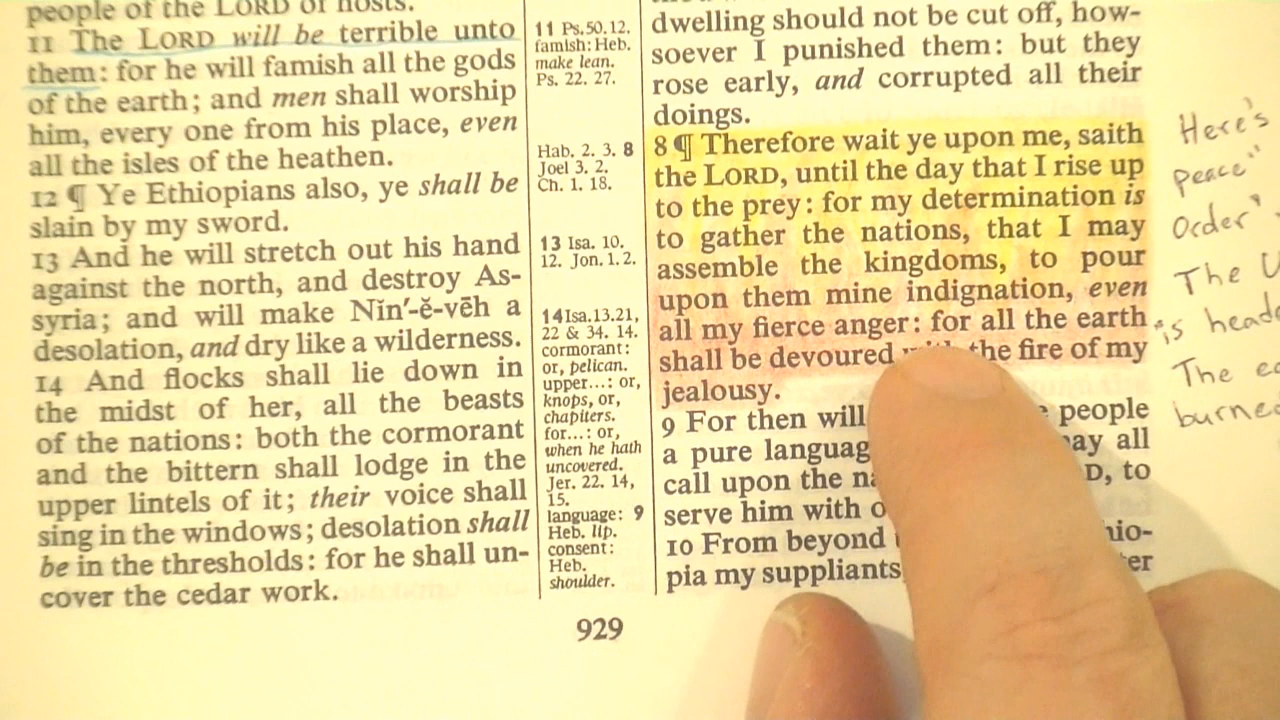 people of the LORD of hosts.
11 The LORD will be terrible unto
them: for he will famish all the gods
of the earth; and men shall worship
him, every one from his place, even
all the isles of the heathen.
12 ¶ Ye Ethiopians also, ye shall be
slain by my sword.
13 And he will stretch out his hand
against the north, and destroy As-
syria; and will make Nĭn′-ĕ-vēh a
desolation, and dry like a wilderness.
14 And flocks shall lie down in
the midst of her, all the beasts
of the nations: both the cormorant
and the bittern shall lodge in the
upper lintels of it; their voice shall
sing in the windows; desolation shall
be in the thresholds: for he shall un-
cover the cedar work.
11 Ps.50.12.
famish: Heb.
make lean.
Ps. 22. 27.
Hab. 2. 3. 8
Joel 3. 2.
Ch. 1. 18.
13 Isa. 10.
12. Jon.1.2.
14Isa.13.21,
22 & 34. 14.
cormorant:
or, pelican.
upper...: or,
knops, or,
chapiters.
for...: or,
when he hath
uncovered.
Jer. 22. 14,
15.
language: 9
Heb. lip.
consent:
Heb.
shoulder.
dwelling should not be cut off, how-
soever I punished them: but they
rose early, and corrupted all their
doings.
8 ¶ Therefore wait ye upon me, saith
the LORD, until the day that I rise up
to the prey: for my determination is
to gather the nations, that I may
assemble the kingdoms, to pour
upon them mine indignation, even
all my fierce anger: for all the earth
shall be devoured with the fire of my
jealousy.
9 For then will people
a pure may all
call upon the to
serve him with
10 From beyond
pia my suppliants,
Here's
peace"
Order"
The
is
The
929